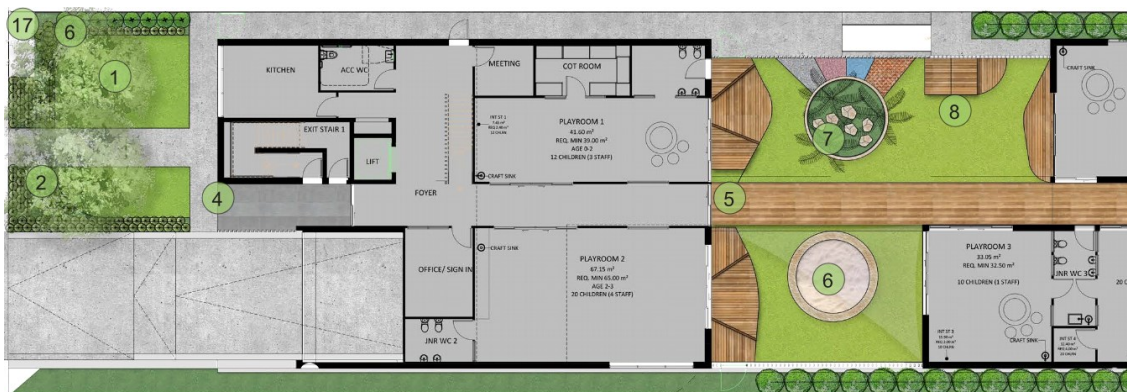 17
6
1
2
4
KITCHEN
ACC WC
EXIT STAIR 1
LIFT
FOYER
MEETING
COT ROOM
PLAYROOM 1
41.60 m²
REQ. MIN 39.00 m²
AGE 0-2
12 CHILDREN (3 STAFF)
INT ST 1
CRAFT SINK
OFFICE/ SIGN IN
JNR WC 2
CRAFT SINK
PLAYROOM 2
67.15 m²
REQ. MIN 65.00 m²
AGE 2-3
20 CHILDREN (4 STAFF)
7
8
5
6
CRAFT SINK
PLAYROOM 3
33.05 m²
REQ. MIN 32.50 m²
10 CHILDREN (1 STAFF)
JNR WC 3
CRAFT SINK